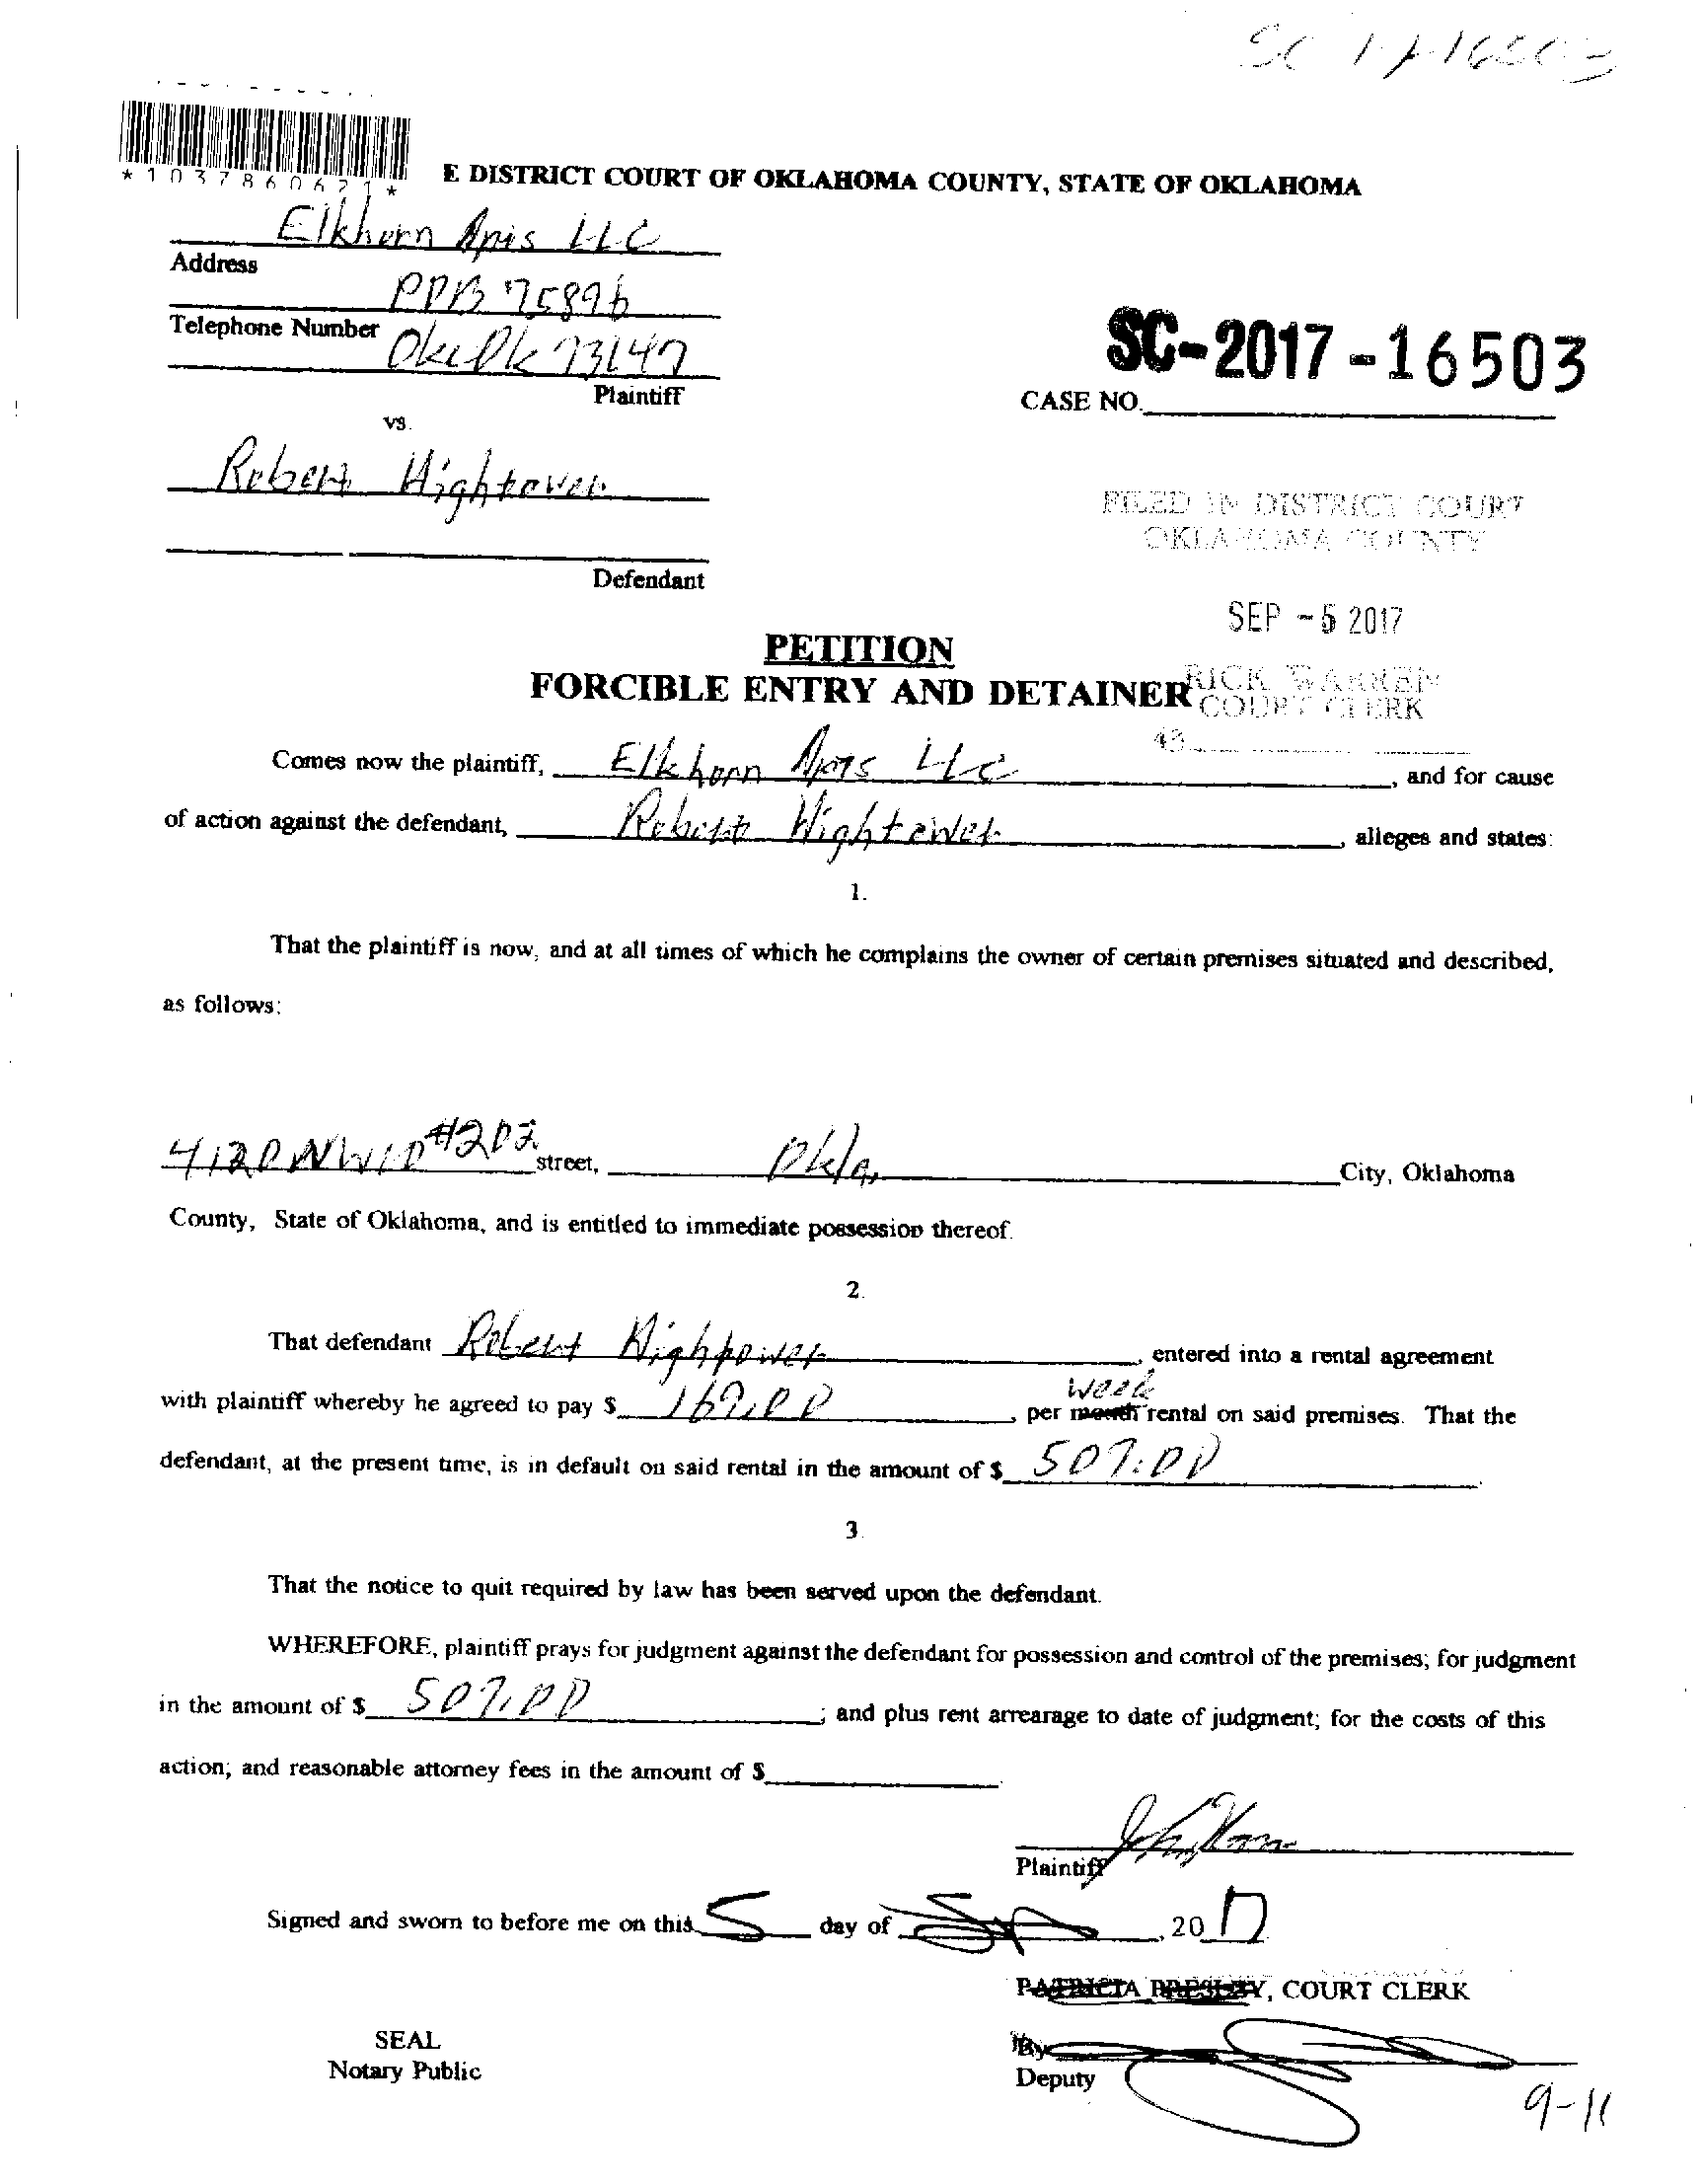 SC 17-16503
*1037860621*
E DISTRICT COURT OF OKLAHOMA COUNTY, STATE OF OKLAHOMA
Elkhorn Apts LLC
Address
POB 75896
Telephone Number
Okc Ok 73147
Plaintiff
SC-2017-16503
CASE NO.
vs.
Robert Hightower
FILED IN DISTRICT COURT
OKLAHOMA COUNTY
Defendant
SEP -5 2017
PETITION
FORCIBLE ENTRY AND DETAINER
RICK WARREN
COURT CLERK
Comes now the plaintiff, Elkhorn Apts LLC, and for cause
of action against the defendant, Robert Hightower, alleges and states:
1.
That the plaintiff is now, and at all times of which he complains the owner of certain premises situated and described,
as follows:
4120 NW10 #202 street, Okla, City, Oklahoma
County, State of Oklahoma, and is entitled to immediate possession thereof.
2.
That defendant Robert Hightower, entered into a rental agreement
with plaintiff whereby he agreed to pay $ 169.00, per month week rental on said premises. That the
defendant, at the present time, is in default on said rental in the amount of $ 507.00.
3.
That the notice to quit required by law has been served upon the defendant.
WHEREFORE, plaintiff prays for judgment against the defendant for possession and control of the premises; for judgment
in the amount of $ 507.00; and plus rent arrearage to date of judgment; for the costs of this
action; and reasonable attorney fees in the amount of $
Plaintiff
Signed and sworn to before me on this 5 day of Sep, 2017
PATRICIA PRESLEY, COURT CLERK
SEAL
Notary Public
By
Deputy
9-11